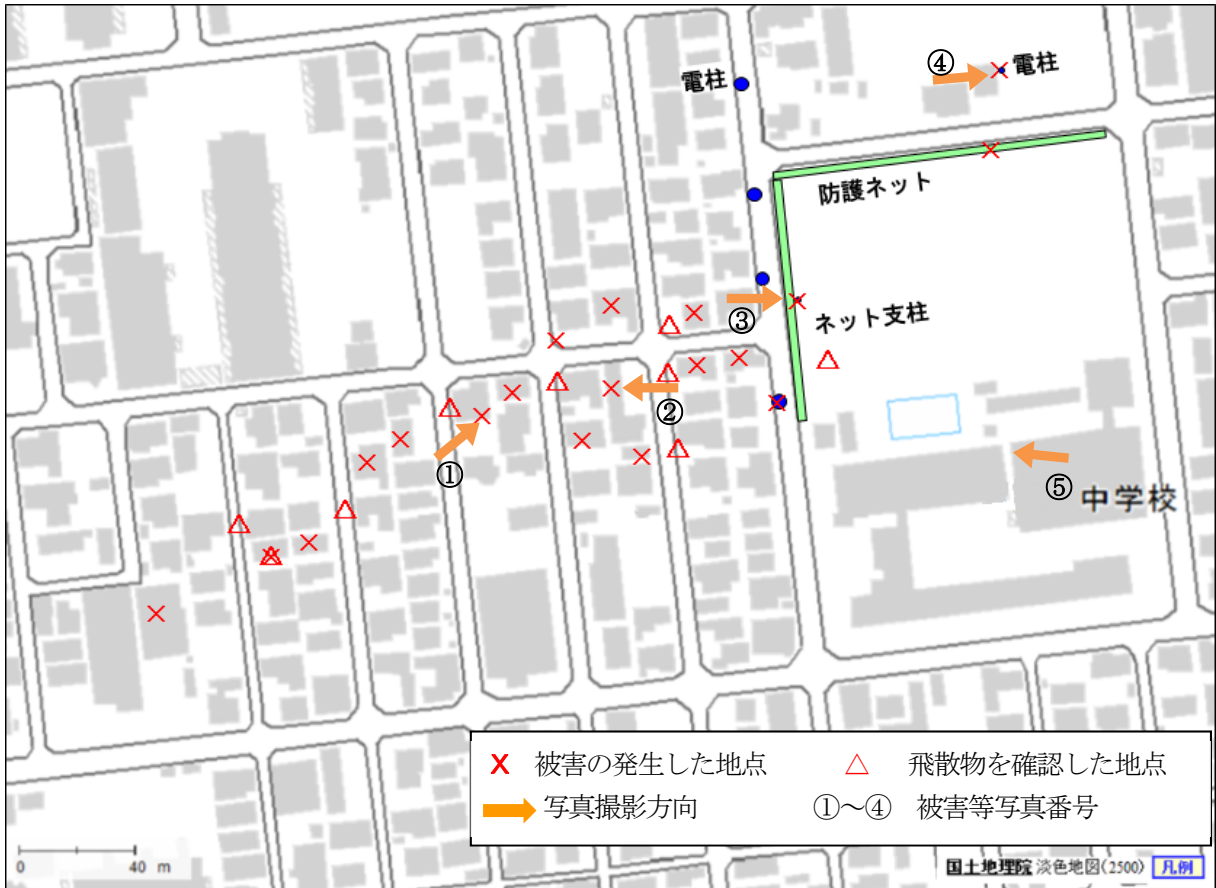 ④
電柱
電柱
防護ネット
③
ネット支柱
②
①
⑤
中学校
× 被害の発生した地点 △ 飛散物を確認した地点
写真撮影方向 ①~④ 被害等写真番号
0 40 m
国土地理院 淡色地図(2500) 凡例